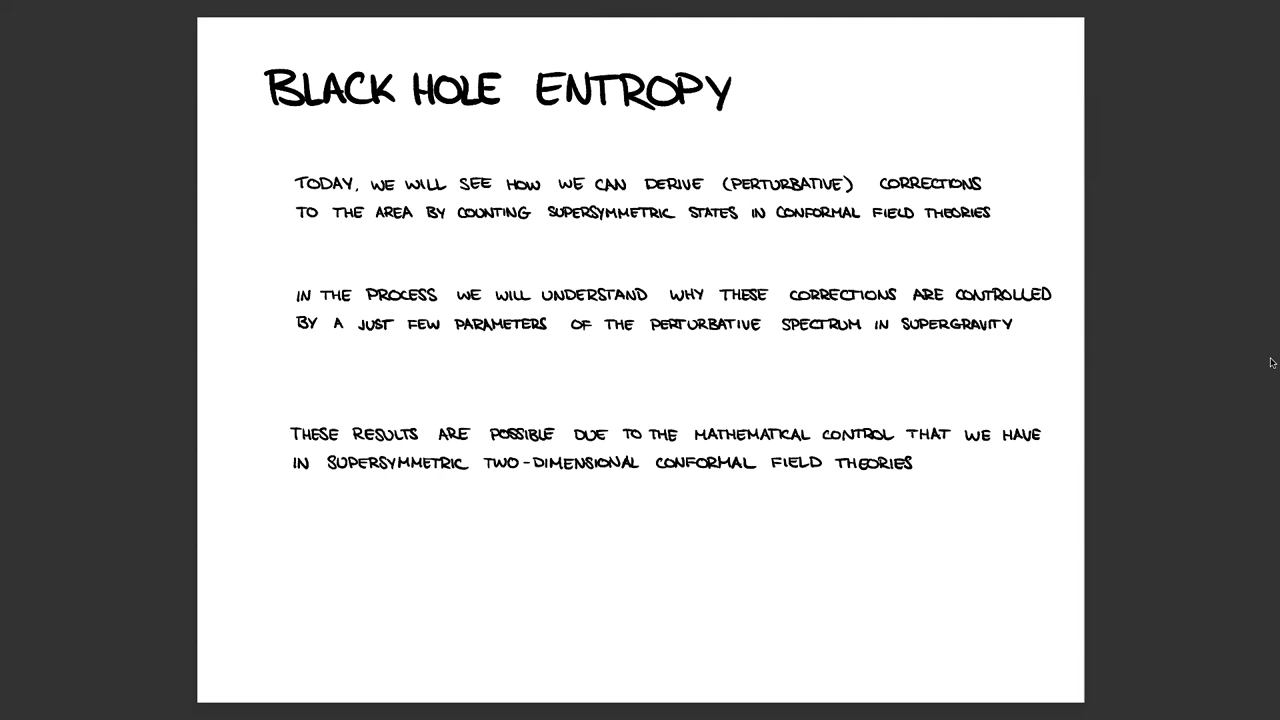 BLACK HOLE ENTROPY
TODAY, WE WILL SEE HOW WE CAN DERIVE (PERTURBATIVE) CORRECTIONS
TO THE AREA BY COUNTING SUPERSYMMETRIC STATES IN CONFORMAL FIELD THEORIES
IN THE PROCESS WE WILL UNDERSTAND WHY THESE CORRECTIONS ARE CONTROLLED
BY A JUST FEW PARAMETERS OF THE PERTURBATIVE SPECTRUM IN SUPERGRAVITY
THESE RESULTS ARE POSSIBLE DUE TO THE MATHEMATICAL CONTROL THAT WE HAVE
IN SUPERSYMMETRIC TWO-DIMENSIONAL CONFORMAL FIELD THEORIES